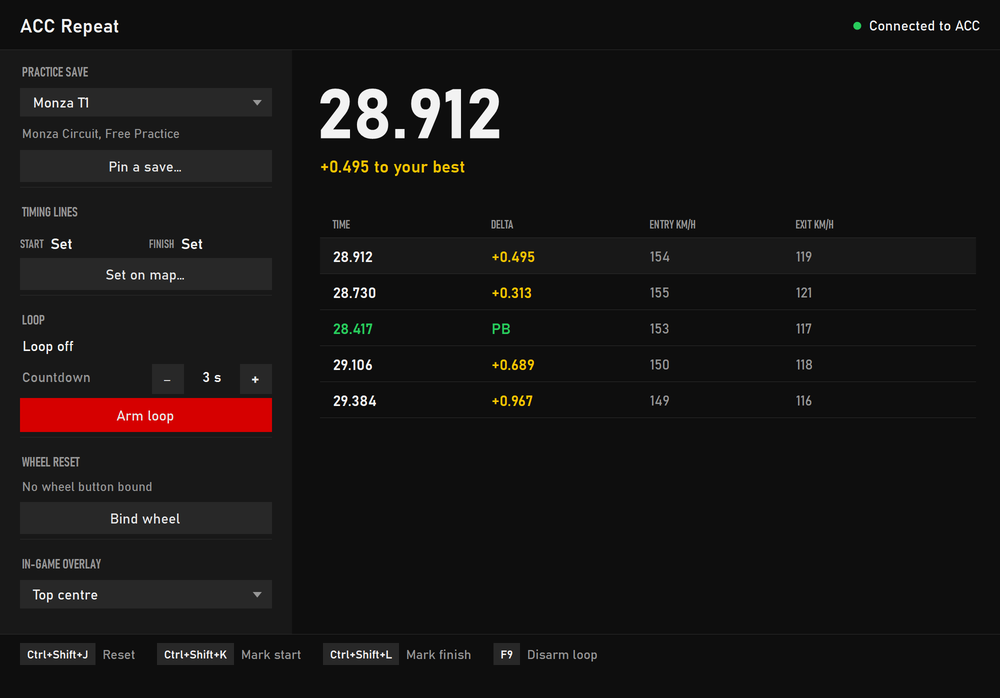 ACC Repeat
Connected to ACC
PRACTICE SAVE
Monza T1
Monza Circuit, Free Practice
Pin a save…
TIMING LINES
START Set FINISH Set
Set on map…
LOOP
Loop off
Countdown – 3 s +
Arm loop
WHEEL RESET
No wheel button bound
Bind wheel
IN-GAME OVERLAY
Top centre
28.912
+0.495 to your best
TIME DELTA ENTRY KM/H EXIT KM/H
28.912 +0.495 154 119
28.730 +0.313 155 121
28.417 PB 153 117
29.106 +0.689 150 118
29.384 +0.967 149 116
Ctrl+Shift+J Reset Ctrl+Shift+K Mark start Ctrl+Shift+L Mark finish F9 Disarm loop